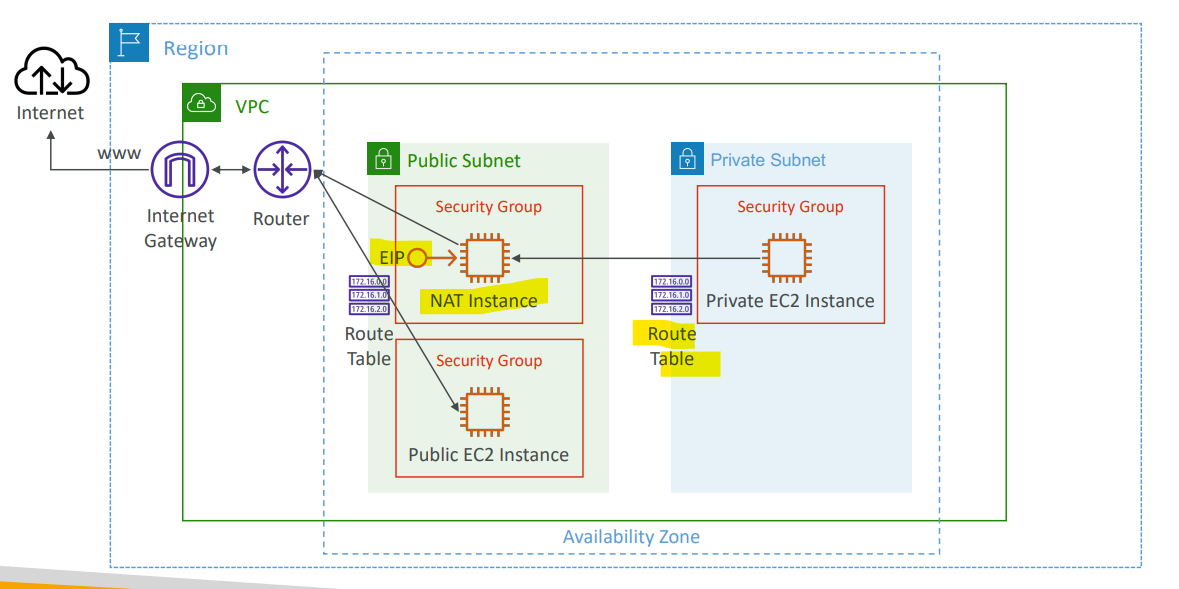 Region
Internet
VPC
www
Internet
Gateway
Router
Public Subnet
Security Group
EIP
NAT Instance
172.16.0.0
172.16.1.0
172.16.2.0
Route
Table
Security Group
Public EC2 Instance
Private Subnet
Security Group
Private EC2 Instance
172.16.0.0
172.16.1.0
172.16.2.0
Route
Table
Availability Zone